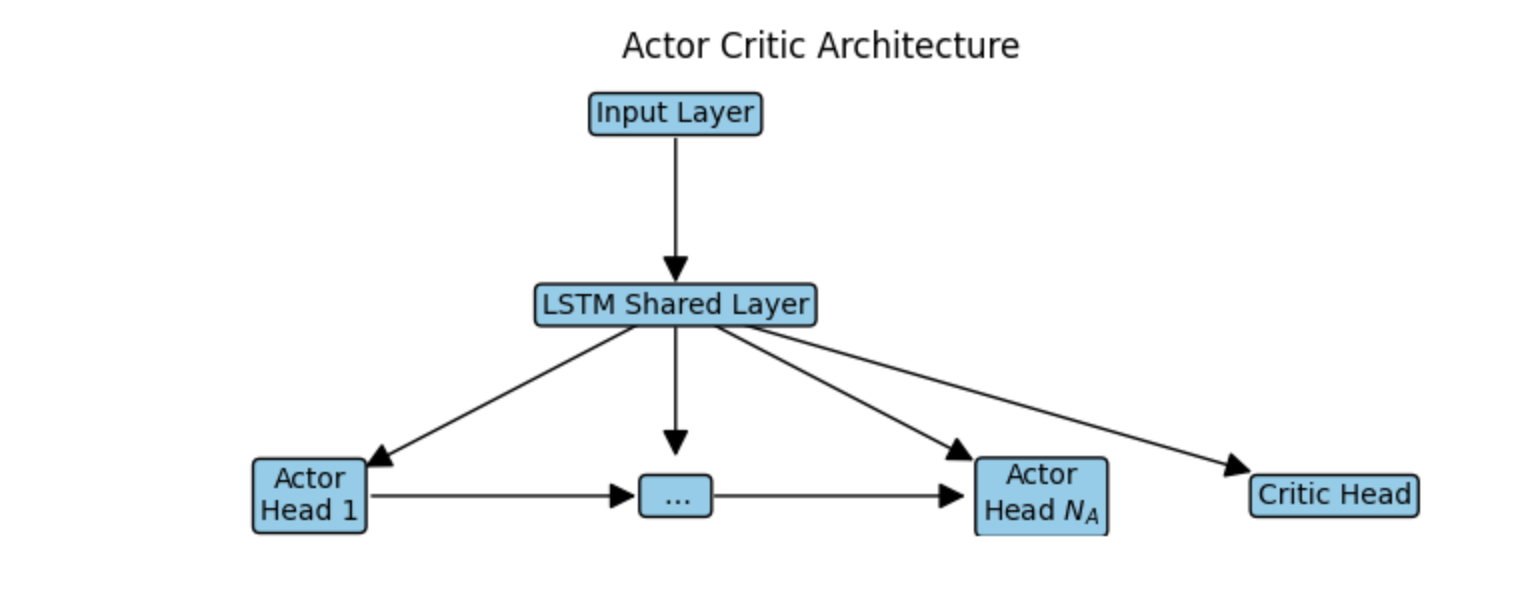 Actor Critic Architecture
Input Layer
LSTM Shared Layer
Actor
Head 1
...
Actor
Head N_A
Critic Head